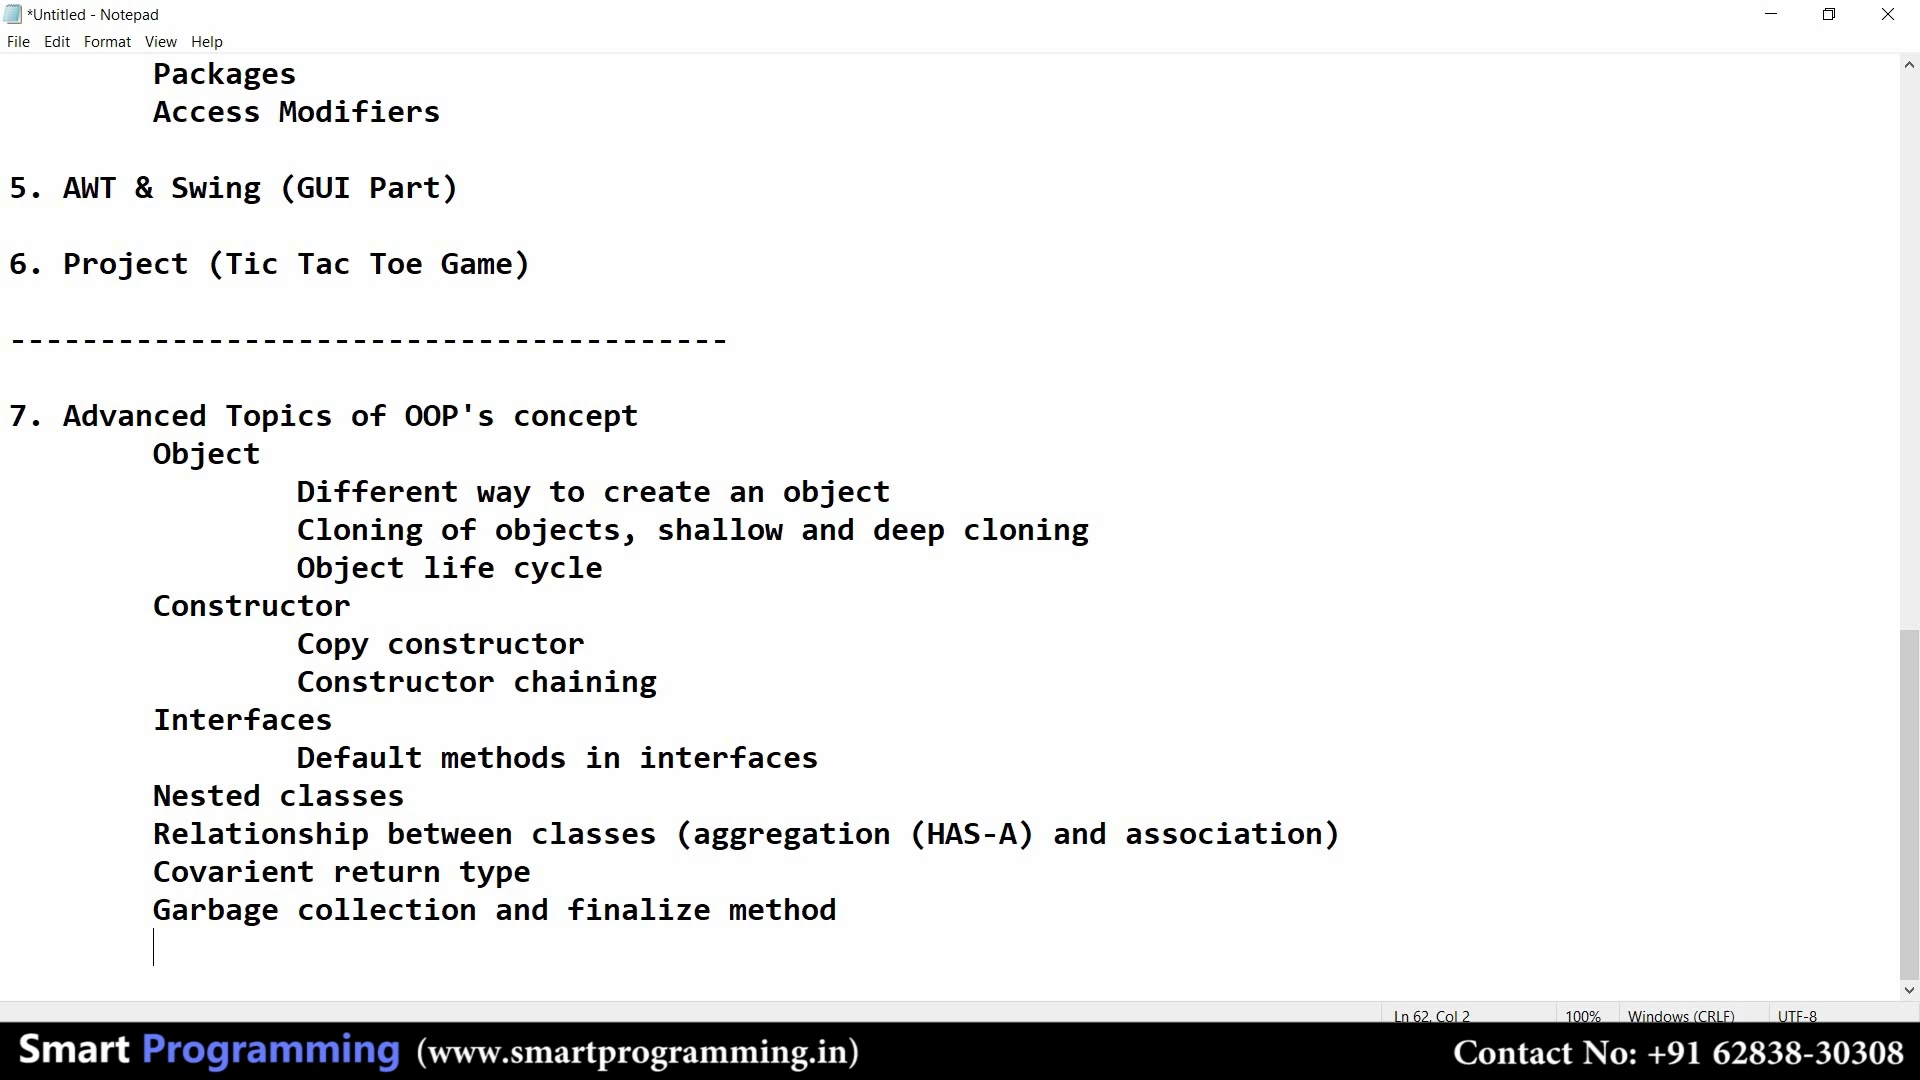 *Untitled - Notepad
File Edit Format View Help
Packages
Access Modifiers
5. AWT & Swing (GUI Part)
6. Project (Tic Tac Toe Game)
----------------------------------------
7. Advanced Topics of OOP's concept
Object
Different way to create an object
Cloning of objects, shallow and deep cloning
Object life cycle
Constructor
Copy constructor
Constructor chaining
Interfaces
Default methods in interfaces
Nested classes
Relationship between classes (aggregation (HAS-A) and association)
Covarient return type
Garbage collection and finalize method
Ln 62, Col 2 100% Windows (CRLF) UTF-8
Smart Programming (www.smartprogramming.in) Contact No: +91 62838-30308